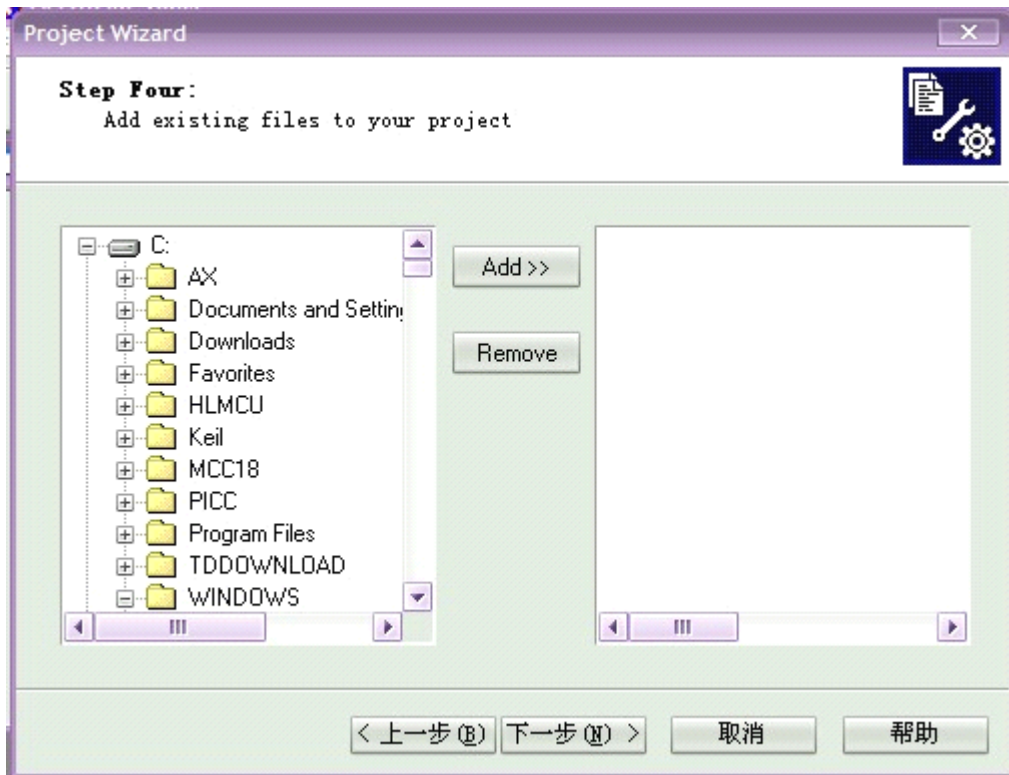 Project Wizard
Step Four:
Add existing files to your project
C:
AX
Documents and Setting
Downloads
Favorites
HLMCU
Keil
MCC18
PICC
Program Files
TDDOWNLOAD
WINDOWS
Add >>
Remove
< 上一步(B)
下一步(N) >
取消
帮助